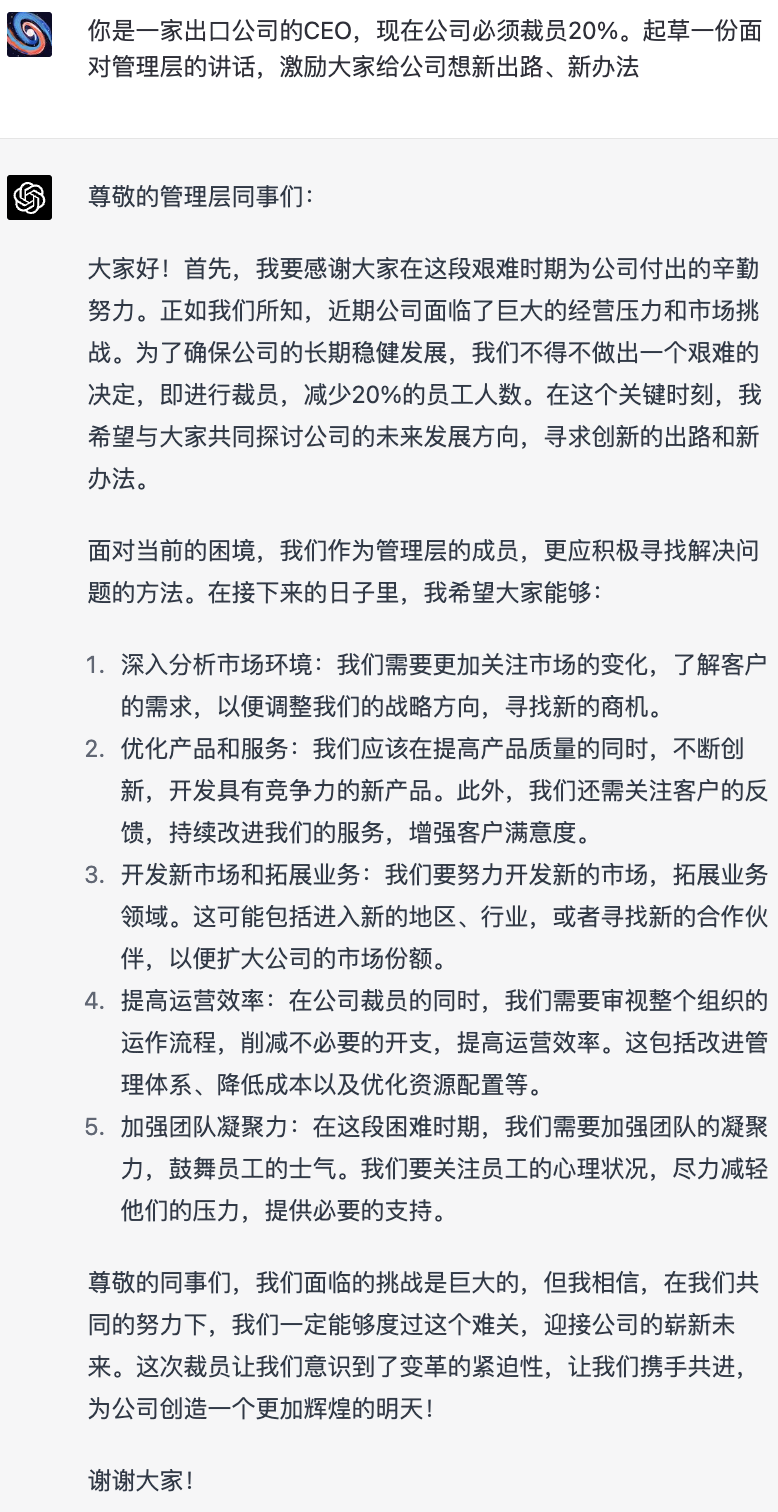 你是一家出口公司的CEO，现在公司必须裁员20%。起草一份面
对管理层的讲话，激励大家给公司想新出路、新办法
尊敬的管理层同事们：
大家好！首先，我要感谢大家在这段艰难时期为公司付出的辛勤
努力。正如我们所知，近期公司面临了巨大的经营压力和市场挑
战。为了确保公司的长期稳健发展，我们不得不做出一个艰难的
决定，即进行裁员，减少20%的员工人数。在这个关键时刻，我
希望与大家共同探讨公司的未来发展方向，寻求创新的出路和新
办法。
面对当前的困境，我们作为管理层的成员，更应积极寻找解决问
题的方法。在接下来的日子里，我希望大家能够：
1. 深入分析市场环境：我们需要更加关注市场的变化，了解客户
的需求，以便调整我们的战略方向，寻找新的商机。
2. 优化产品和服务：我们应该在提高产品质量的同时，不断创
新，开发具有竞争力的新产品。此外，我们还需关注客户的反
馈，持续改进我们的服务，增强客户满意度。
3. 开发新市场和拓展业务：我们要努力开发新的市场，拓展业务
领域。这可能包括进入新的地区、行业，或者寻找新的合作伙
伴，以便扩大公司的市场份额。
4. 提高运营效率：在公司裁员的同时，我们需要审视整个组织的
运作流程，削减不必要的开支，提高运营效率。这包括改进管
理体系、降低成本以及优化资源配置等。
5. 加强团队凝聚力：在这段困难时期，我们需要加强团队的凝聚
力，鼓舞员工的士气。我们要关注员工的心理状况，尽力减轻
他们的压力，提供必要的支持。
尊敬的同事们，我们面临的挑战是巨大的，但我相信，在我们共
同的努力下，我们一定能够度过这个难关，迎接公司的崭新未
来。这次裁员让我们意识到了变革的紧迫性，让我们携手共进，
为公司创造一个更加辉煌的明天！
谢谢大家！